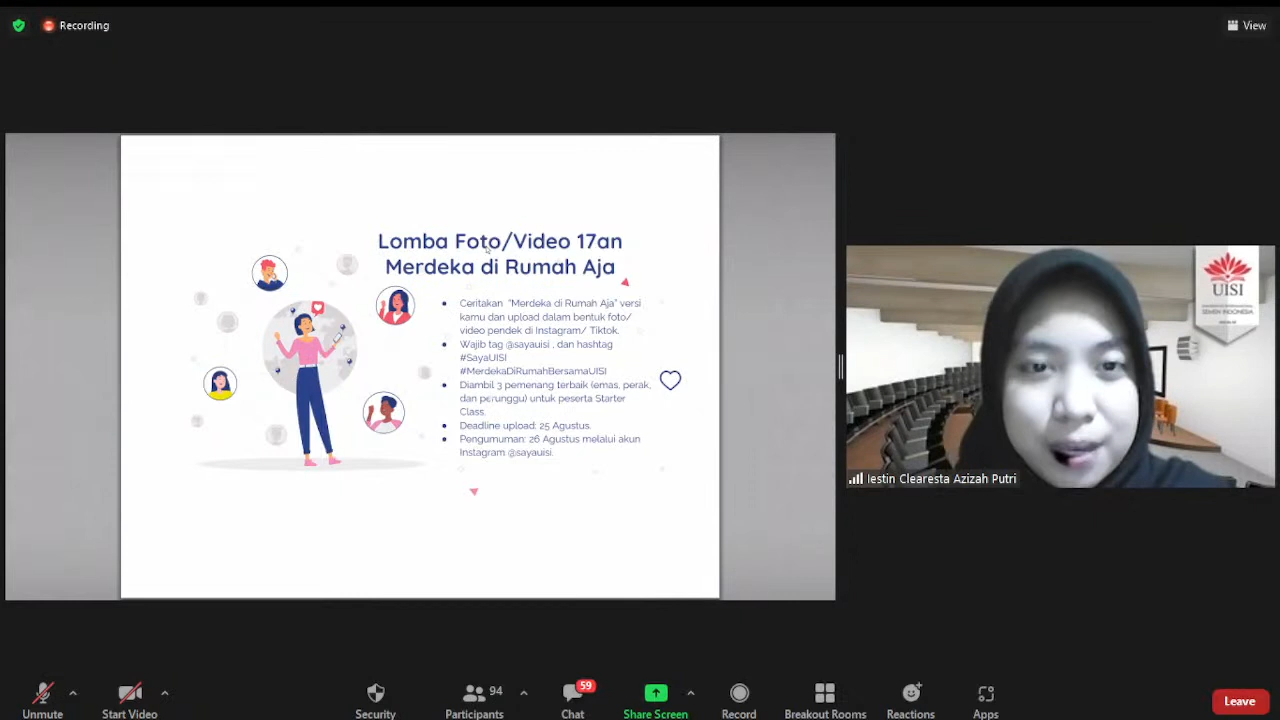 Recording
View
Lomba Foto/Video 17an
Merdeka di Rumah Aja
Ceritakan "Merdeka di Rumah Aja" versi
kamu dan upload dalam bentuk foto/
video pendek di Instagram/ Tiktok.
Wajib tag @sayauisi , dan hashtag
#SayaUISI
#MerdekaDiRumahBersamaUISI
Diambil 3 pemenang terbaik (emas, perak,
dan perunggu) untuk peserta Starter
Class.
Deadline upload: 25 Agustus.
Pengumuman: 26 Agustus melalui akun
Instagram @sayauisi.
UISI
SEMEN INDONESIA
Iestin Clearesta Azizah Putri
94
59
Unmute
Start Video
Security
Participants
Chat
Share Screen
Record
Breakout Rooms
Reactions
Apps
Leave